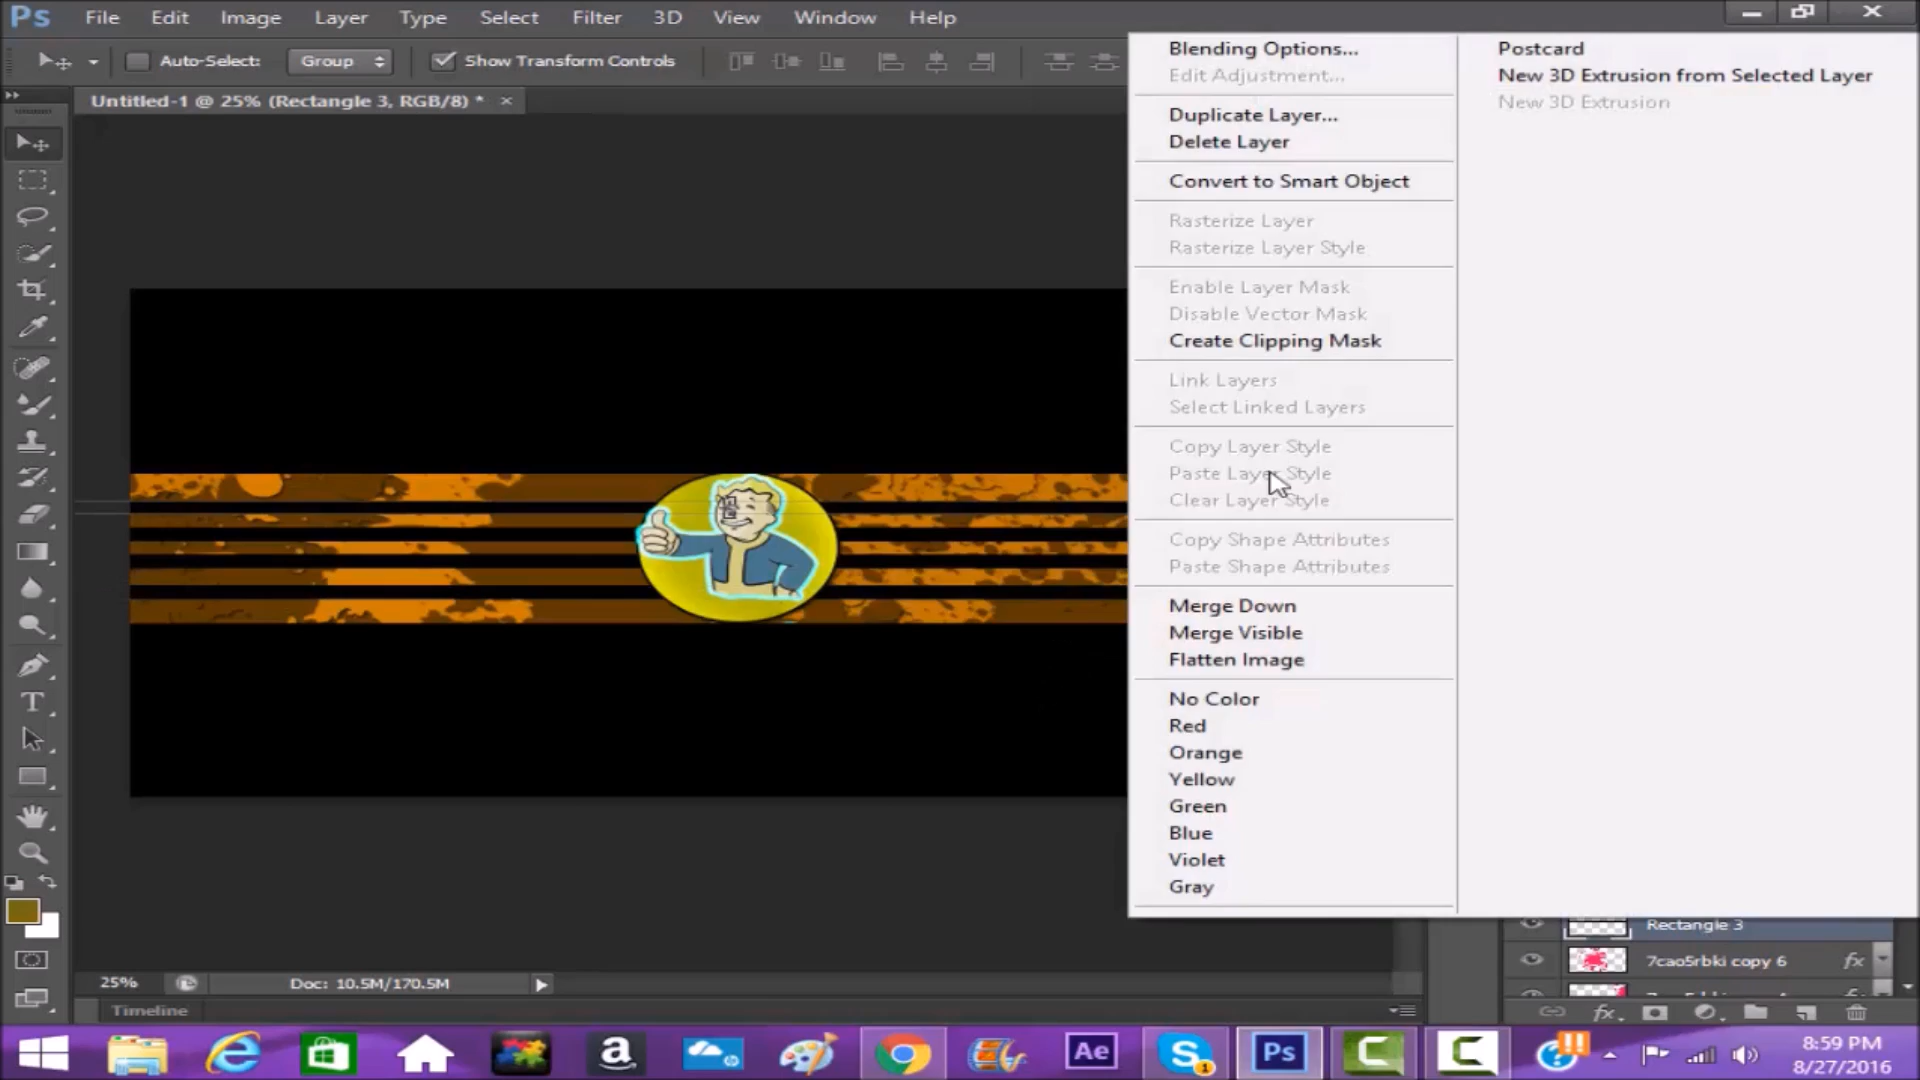 Ps File Edit Image Layer Type Select Filter 3D View Window Help
Auto-Select: Group Show Transform Controls
Untitled-1 @ 25% (Rectangle 3, RGB/8) * ×
Blending Options...
Edit Adjustment...
Duplicate Layer...
Delete Layer
Convert to Smart Object
Rasterize Layer
Rasterize Layer Style
Enable Layer Mask
Disable Vector Mask
Create Clipping Mask
Link Layers
Select Linked Layers
Copy Layer Style
Paste Layer Style
Clear Layer Style
Copy Shape Attributes
Paste Shape Attributes
Merge Down
Merge Visible
Flatten Image
No Color
Red
Orange
Yellow
Green
Blue
Violet
Gray
Postcard
New 3D Extrusion from Selected Layer
New 3D Extrusion
Rectangle 3
7cao5rbki copy 6 fx
25% Doc: 10.5M/170.5M
Timeline
fx
Ae
Ps
8:59 PM
8/27/2016